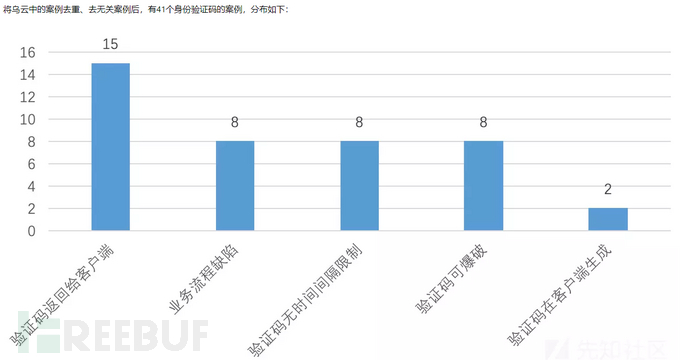 将乌云中的案例去重、去无关案例后，有41个身份验证码的案例，分布如下：
16
14
12
10
8
6
4
2
0
15
8
8
8
2
验证码返回给客户端
业务流程缺陷
验证码无时间间隔限制
验证码可爆破
验证码在客户端生成
FREEBUF
先知社区